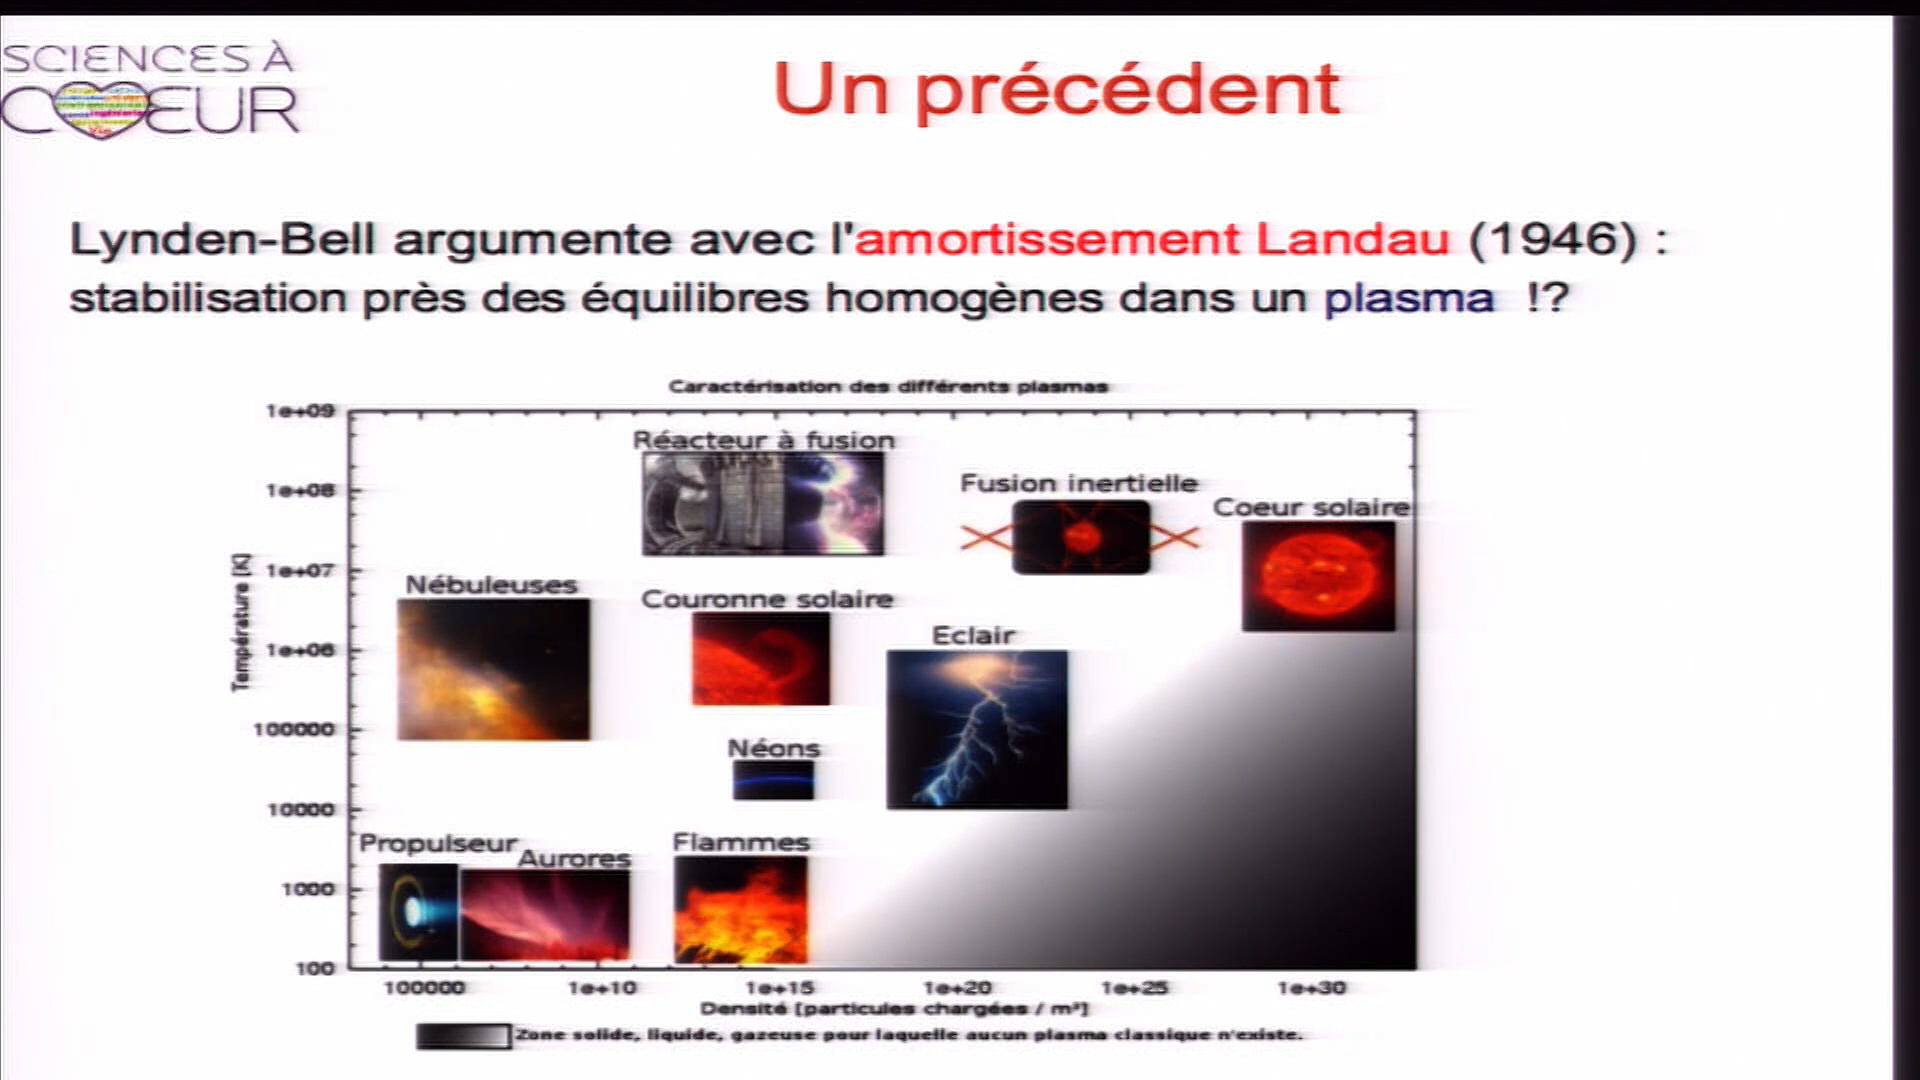 SCIENCES À
CŒUR
Un précédent
Lynden-Bell argumente avec l'amortissement Landau (1946) :
stabilisation près des équilibres homogènes dans un plasma !?
Caractérisation des différents plasmas
1e+09
1e+08
1e+07
1e+06
100000
10000
1000
100
Température [K]
Réacteur à fusion
Fusion inertielle
Coeur solaire
Nébuleuses
Couronne solaire
Eclair
Néons
Propulseur
Aurores
Flammes
100000 1e+10 1e+15 1e+20 1e+25 1e+30
Densité [particules chargées / m³]
Zone solide, liquide, gazeuse pour laquelle aucun plasma classique n'existe.